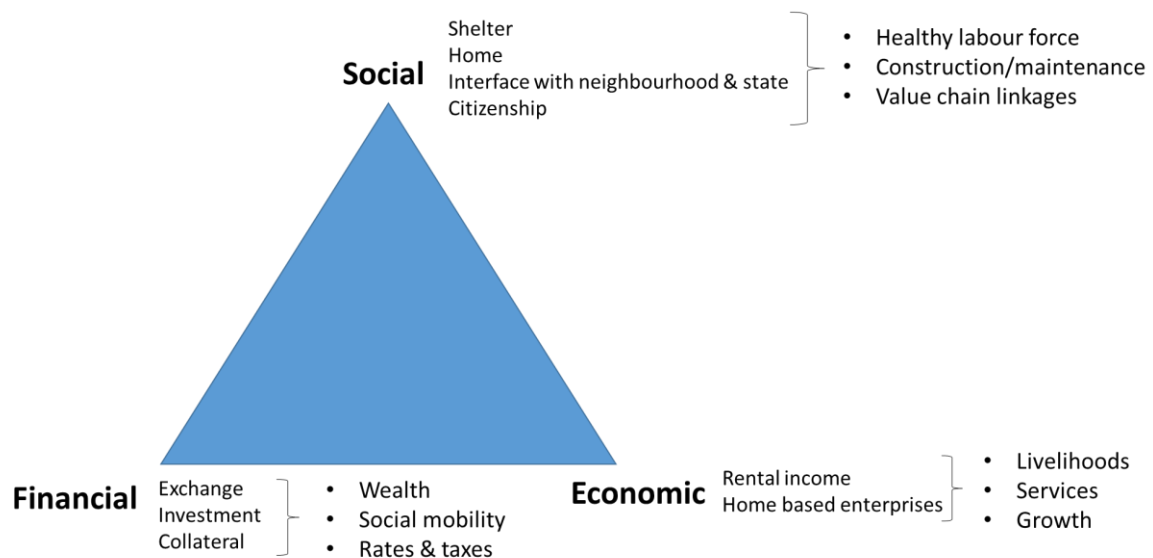 Social
Shelter
Home
Interface with neighbourhood & state
Citizenship
• Healthy labour force
• Construction/maintenance
• Value chain linkages
Financial
Exchange
Investment
Collateral
• Wealth
• Social mobility
• Rates & taxes
Economic
Rental income
Home based enterprises
• Livelihoods
• Services
• Growth